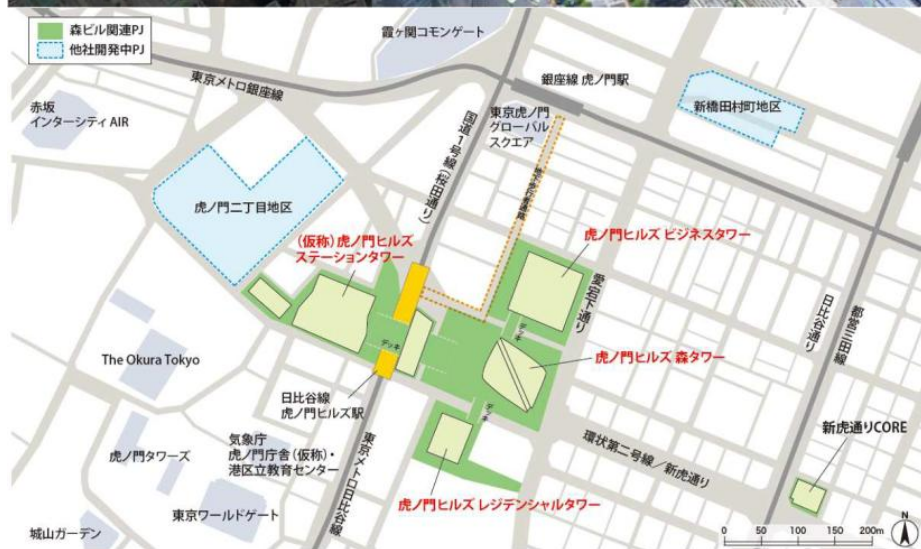 森ビル関連PJ
他社開発中PJ
霞ヶ関コモンゲート
東京メトロ銀座線
銀座線 虎ノ門駅
新橋田村町地区
赤坂
インターシティ AIR
東京虎ノ門
グローバル
スクエア
国道1号線(桜田通り)
地下歩行者通路
虎ノ門二丁目地区
(仮称)虎ノ門ヒルズ
ステーションタワー
虎ノ門ヒルズ ビジネスタワー
愛宕下通り
日比谷通り
都営三田線
デッキ
デッキ
The Okura Tokyo
虎ノ門ヒルズ 森タワー
日比谷線
虎ノ門ヒルズ駅
デッキ
環状第二号線/新虎通り
新虎通りCORE
気象庁
虎ノ門庁舎(仮称)・
港区立教育センター
虎ノ門タワーズ
東京メトロ日比谷線
虎ノ門ヒルズ レジデンシャルタワー
東京ワールドゲート
城山ガーデン
0 50 100 150 200m
N